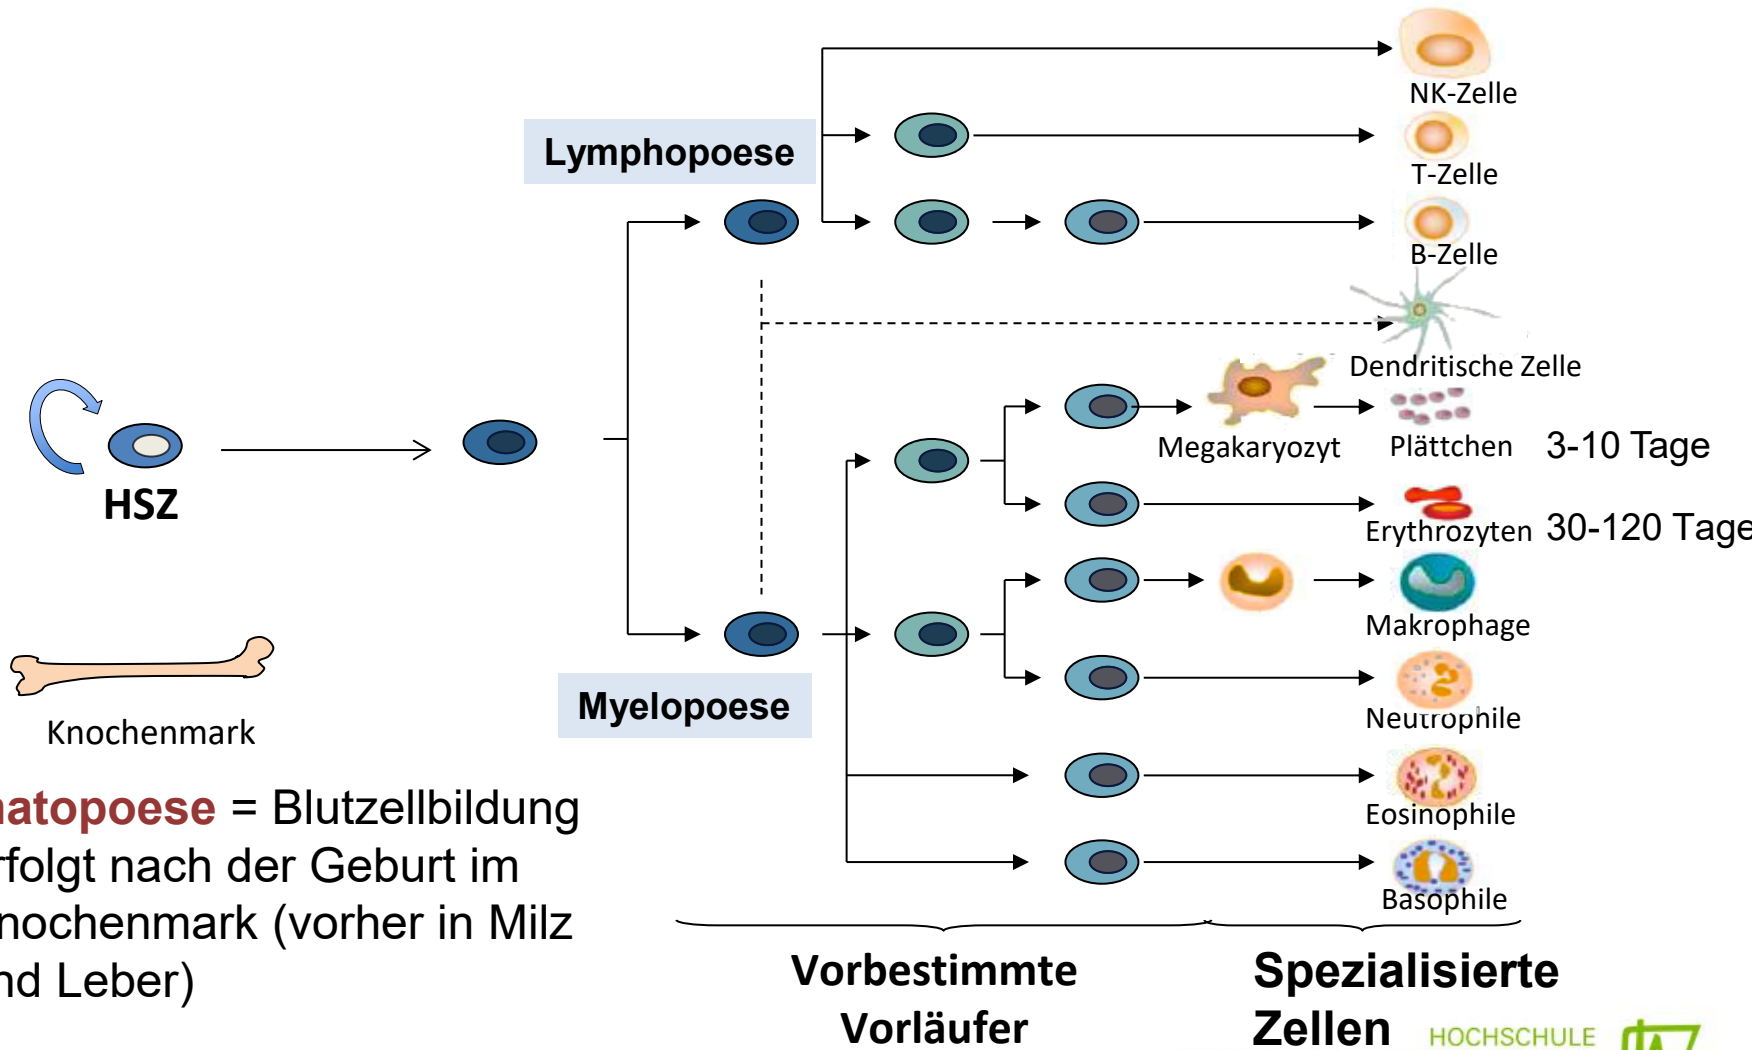 NK-Zelle
Lymphopoese
T-Zelle
B-Zelle
Dendritische Zelle
Megakaryozyt
Plättchen
3-10 Tage
HSZ
Erythrozyten
30-120 Tage
Makrophage
Myelopoese
Neutrophile
Knochenmark
Eosinophile
atopoese = Blutzellbildung
rfolgt nach der Geburt im
nochenmark (vorher in Milz
nd Leber)
Basophile
Vorbestimmte
Vorläufer
Spezialisierte
Zellen
HOCHSCHULE